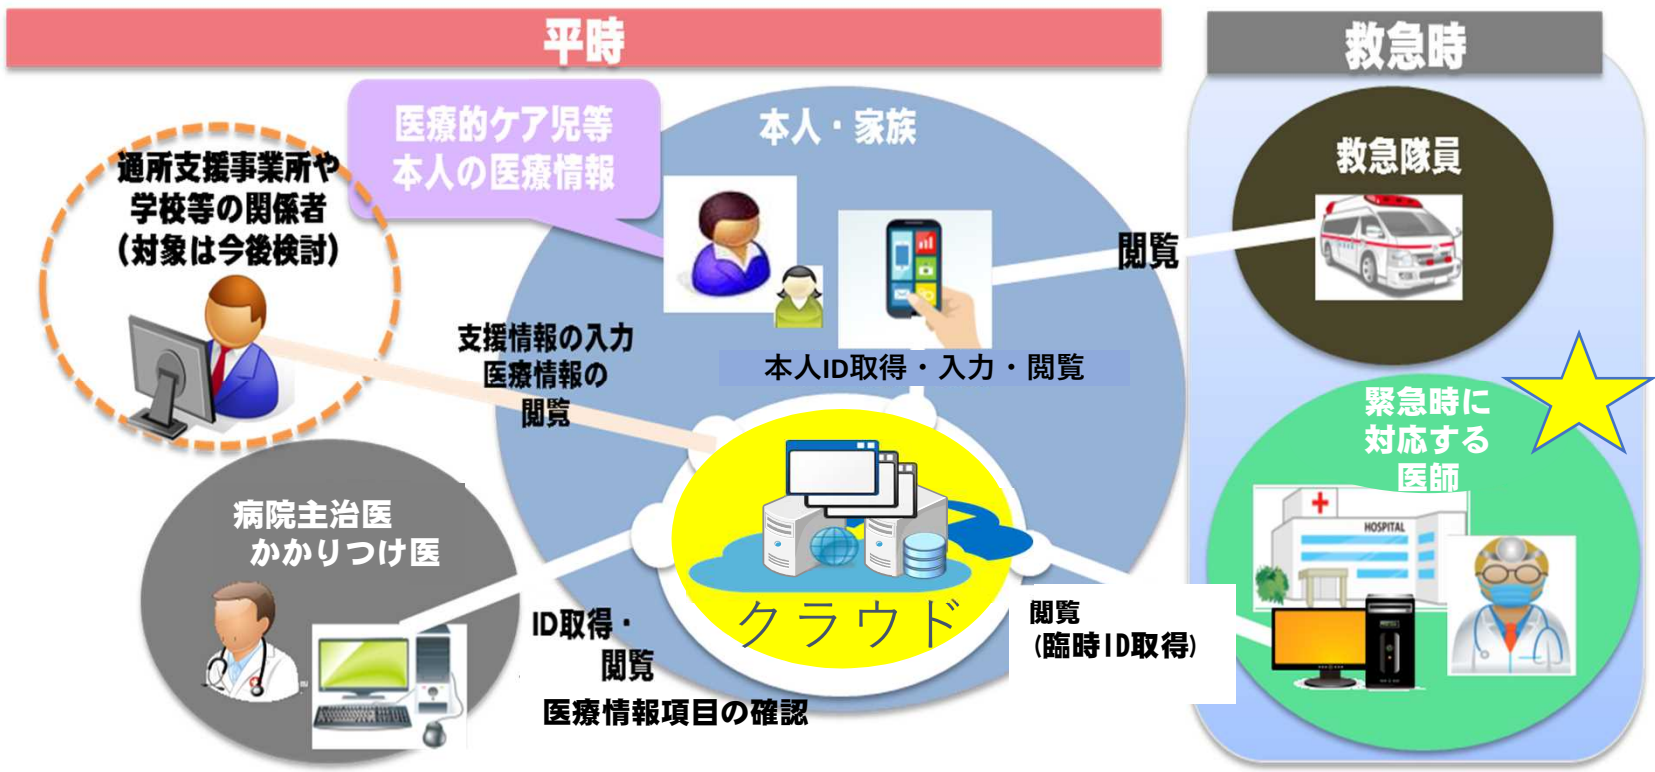 平時
救急時
医療的ケア児等
本人の医療情報
本人・家族
通所支援事業所や
学校等の関係者
(対象は今後検討)
救急隊員
閲覧
支援情報の入力
医療情報の
閲覧
本人ID取得・入力・閲覧
緊急時に
対応する
医師
HOSPITAL
病院主治医
かかりつけ医
クラウド
ID取得・
閲覧
医療情報項目の確認
閲覧
(臨時ID取得)